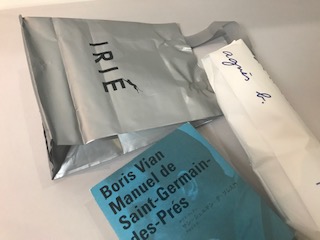 IRIÉ
agnès b.
Boris Vian
Manuel de
Saint-Germain-
des-Prés